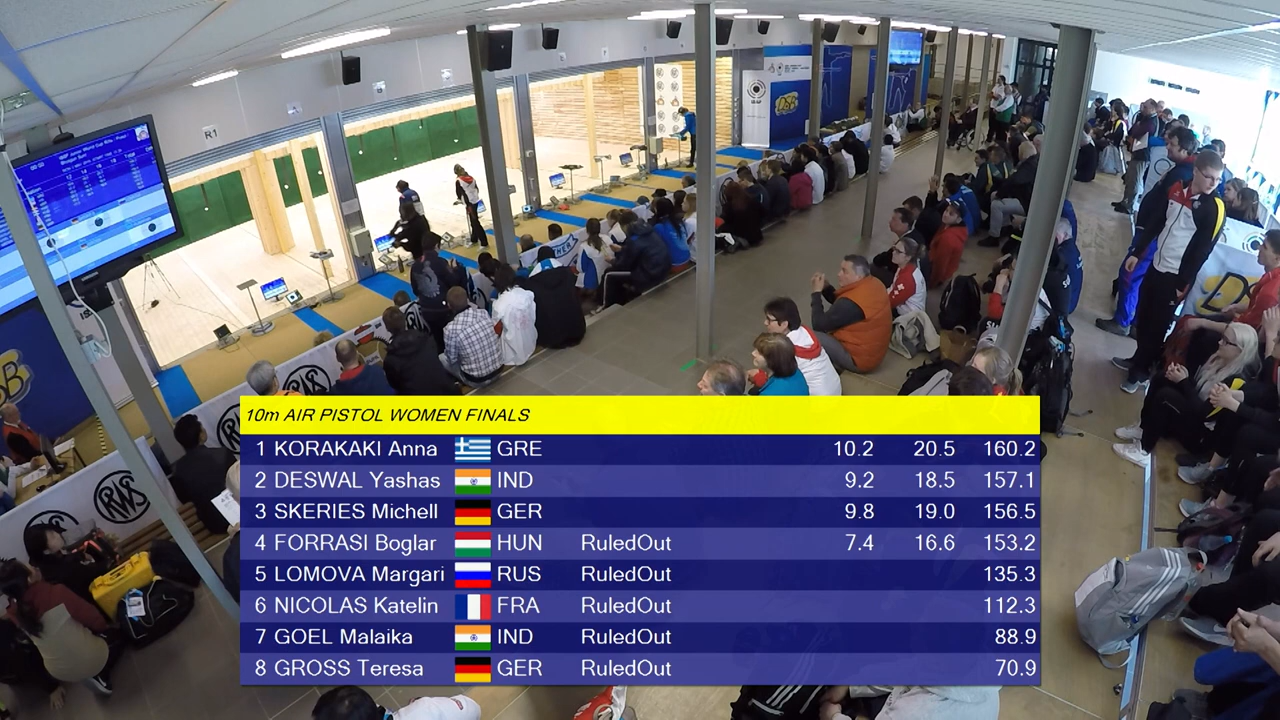 R1
DSB
RWS
RWS
10m AIR PISTOL WOMEN FINALS
1 KORAKAKI Anna GRE 10.2 20.5 160.2
2 DESWAL Yashas IND 9.2 18.5 157.1
3 SKERIES Michell GER 9.8 19.0 156.5
4 FORRASI Boglar HUN RuledOut 7.4 16.6 153.2
5 LOMOVA Margari RUS RuledOut 135.3
6 NICOLAS Katelin FRA RuledOut 112.3
7 GOEL Malaika IND RuledOut 88.9
8 GROSS Teresa GER RuledOut 70.9